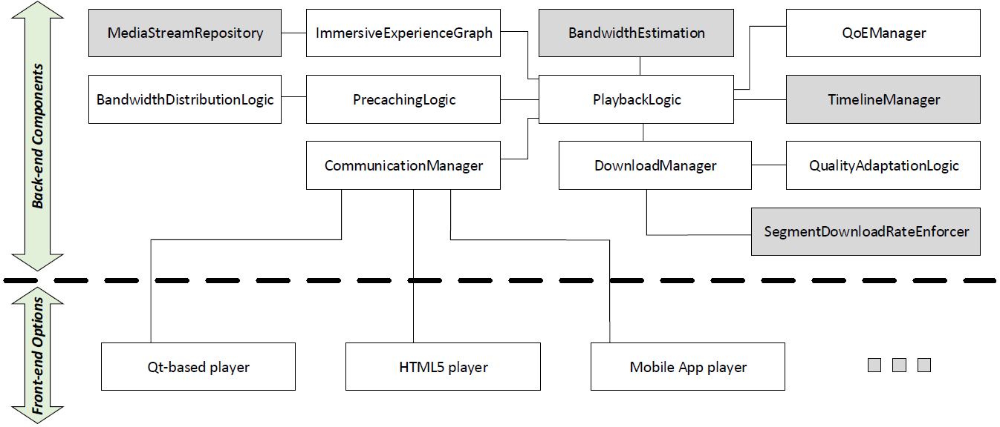 Back-end Components
MediaStreamRepository
ImmersiveExperienceGraph
BandwidthEstimation
QoEManager
BandwidthDistributionLogic
PrecachingLogic
PlaybackLogic
TimelineManager
CommunicationManager
DownloadManager
QualityAdaptationLogic
SegmentDownloadRateEnforcer
Front-end Options
Qt-based player
HTML5 player
Mobile App player